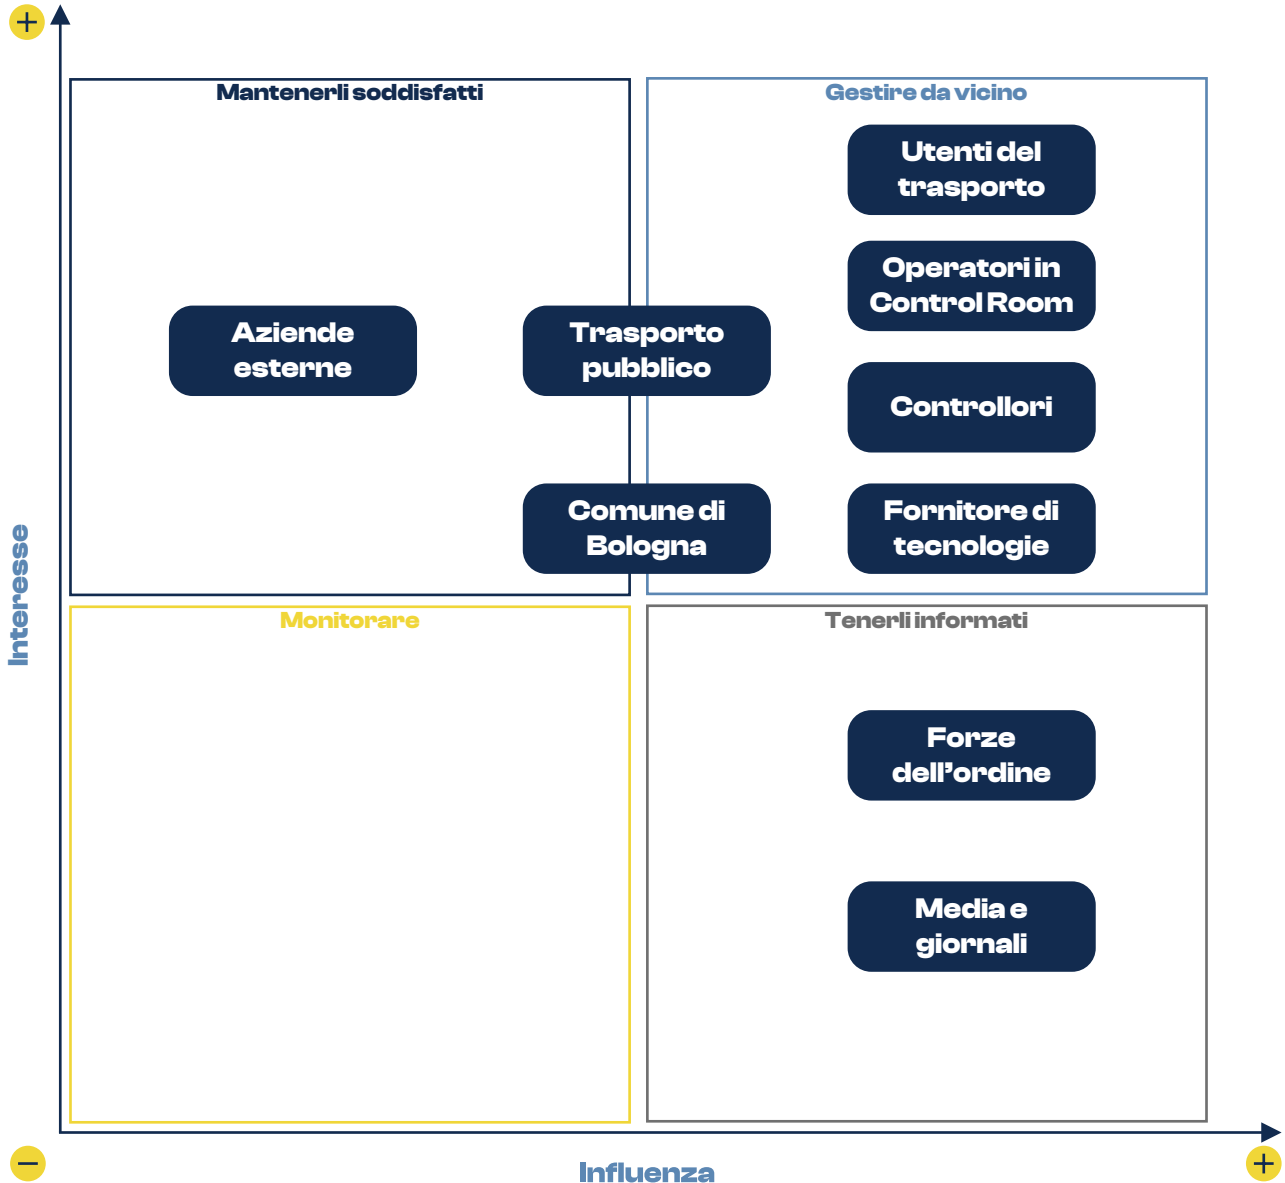 +
Mantenerli soddisfatti
Gestire da vicino
Utenti del
trasporto
Operatori in
Control Room
Aziende
esterne
Trasporto
pubblico
Controllori
Comune di
Bologna
Fornitore di
tecnologie
Interesse
Monitorare
Tenerli informati
Forze
dell’ordine
Media e
giornali
−
Influenza
+